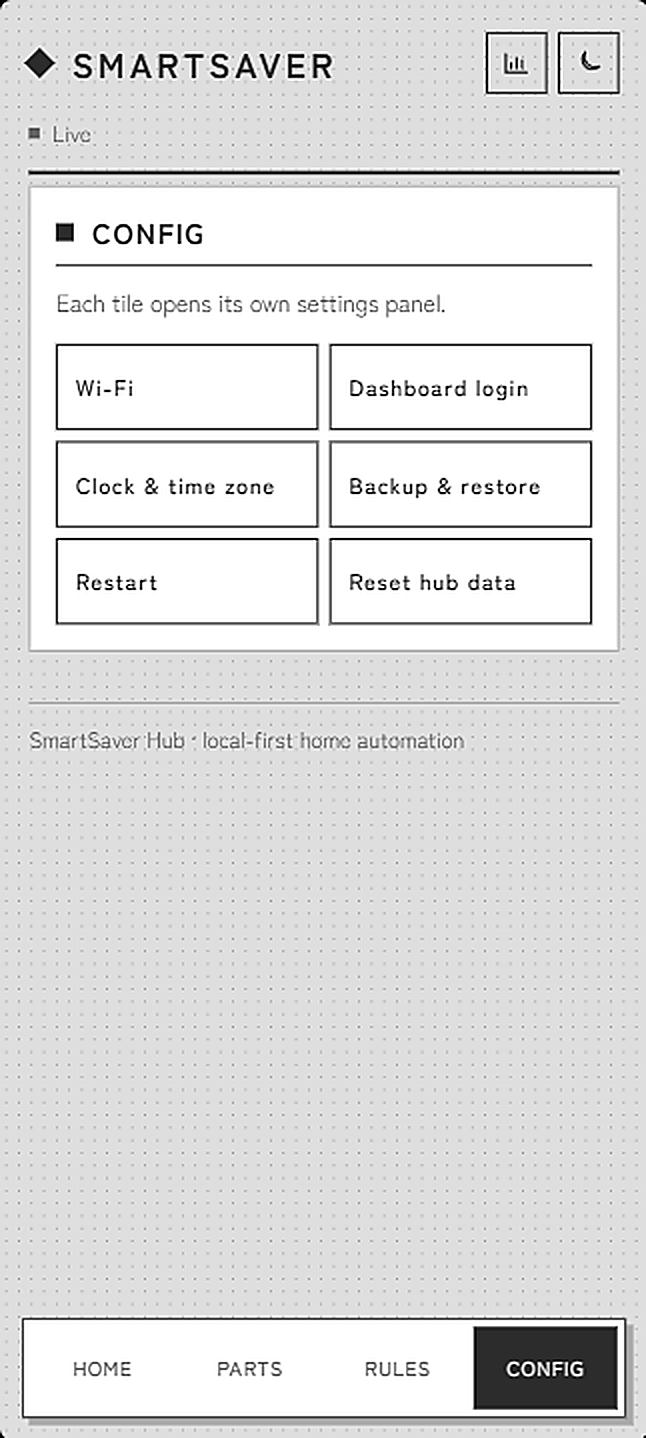 SMARTSAVER
Live
CONFIG
Each tile opens its own settings panel.
Wi-Fi
Dashboard login
Clock & time zone
Backup & restore
Restart
Reset hub data
SmartSaver Hub · local-first home automation
HOME PARTS RULES CONFIG